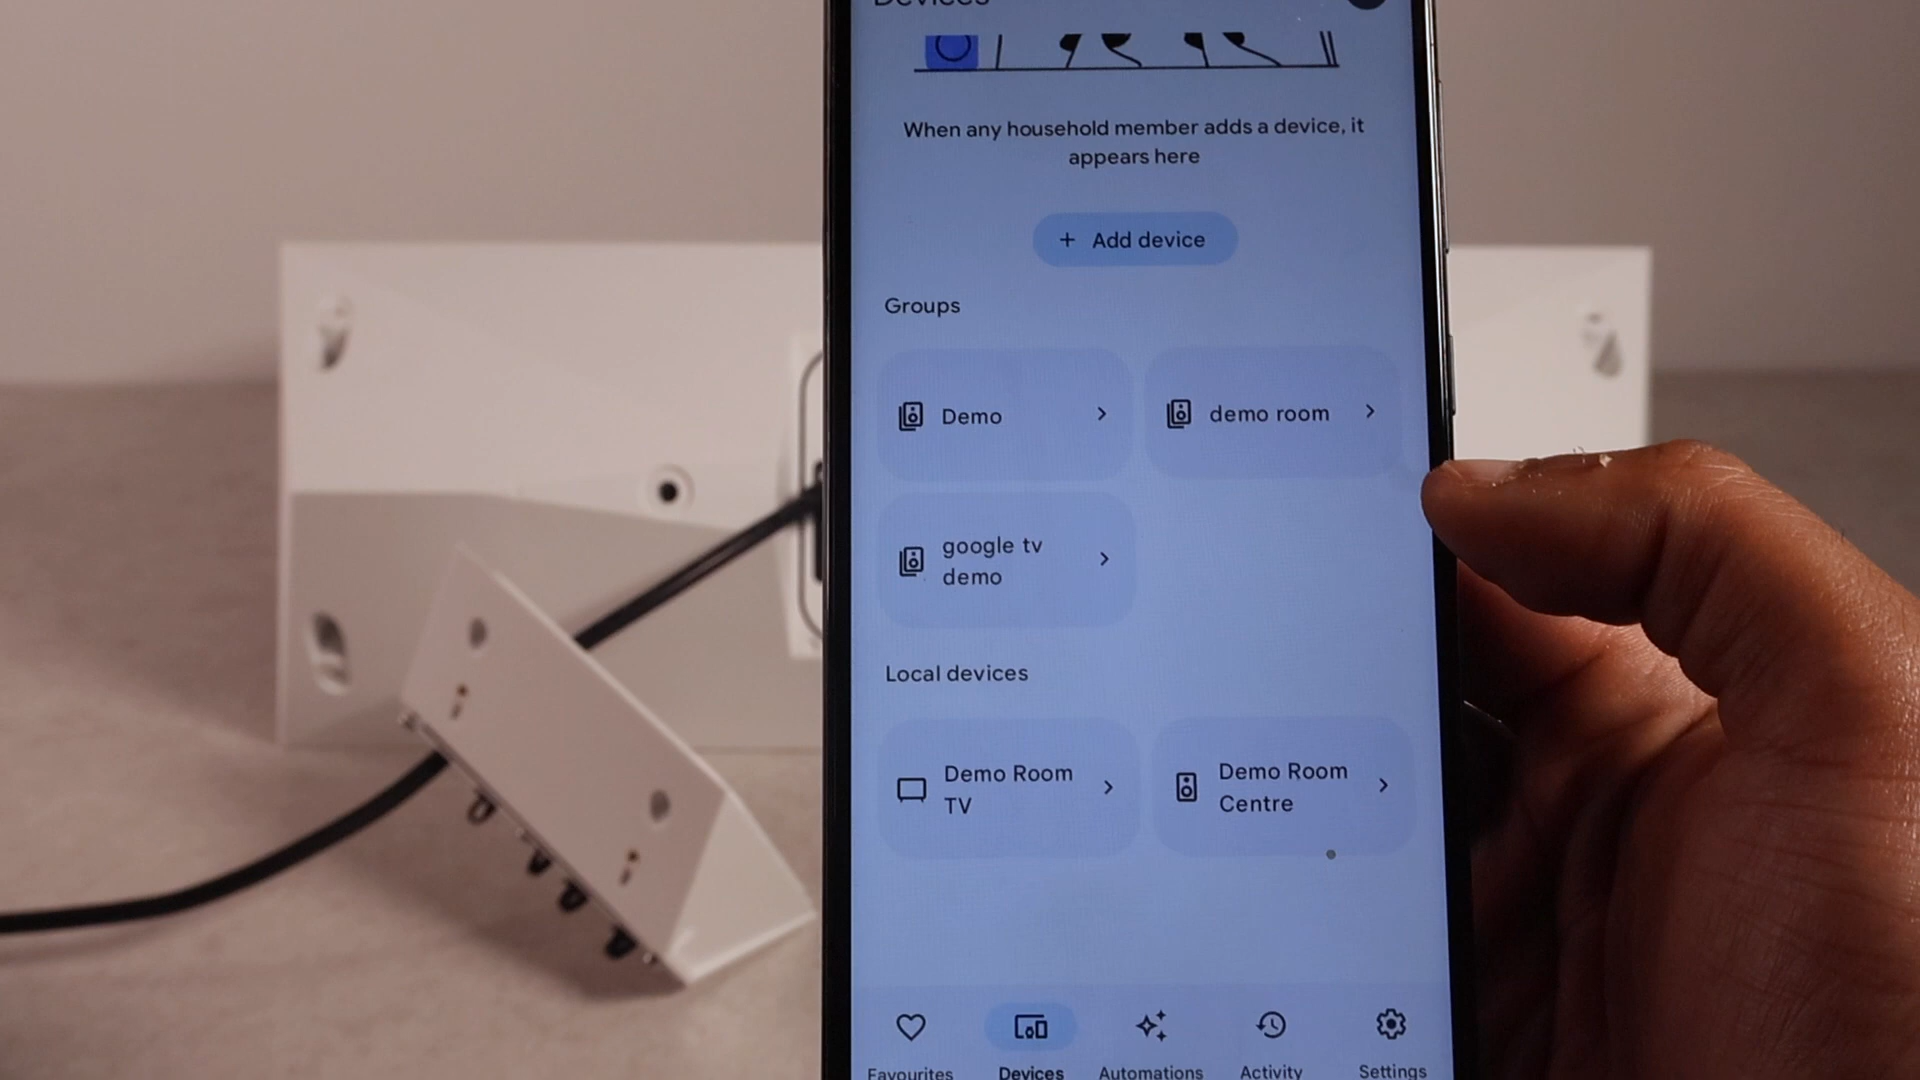 Devices
When any household member adds a device, it
appears here
+ Add device
Groups
Demo
demo room
google tv
demo
Local devices
Demo Room
TV
Demo Room
Centre
Favourites Devices Automations Activity Settings